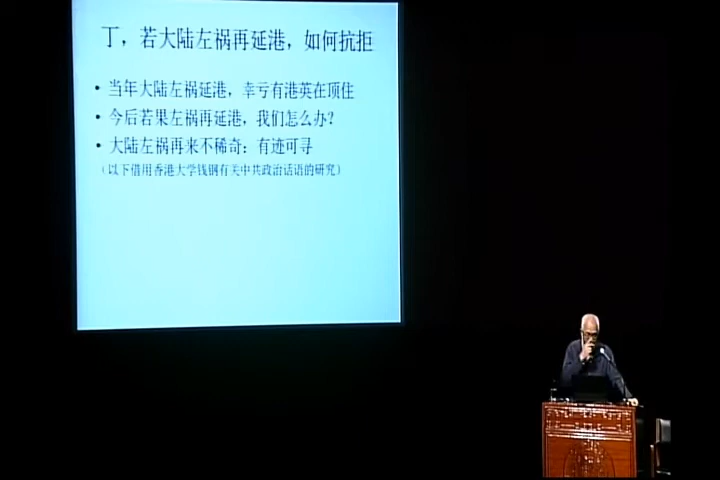 丁，若大陆左祸再延港，如何抗拒
• 当年大陆左祸延港，幸亏有港英在顶住
• 今后若果左祸再延港，我们怎么办？
• 大陆左祸再来不稀奇：有迹可寻
（以下借用香港大学钱钢有关中共政治话语的研究）